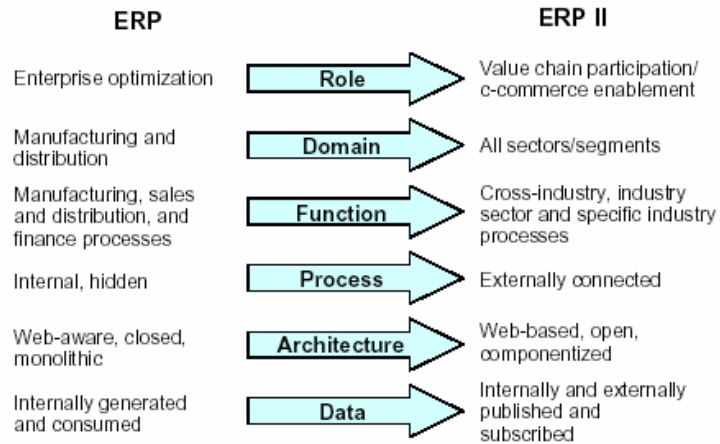 ERP
ERP II
Enterprise optimization
Role
Value chain participation/
c-commerce enablement
Manufacturing and
distribution
Domain
All sectors/segments
Manufacturing, sales
and distribution, and
finance processes
Function
Cross-industry, industry
sector and specific industry
processes
Internal, hidden
Process
Externally connected
Web-aware, closed,
monolithic
Architecture
Web-based, open,
componentized
Internally generated
and consumed
Data
Internally and externally
published and
subscribed